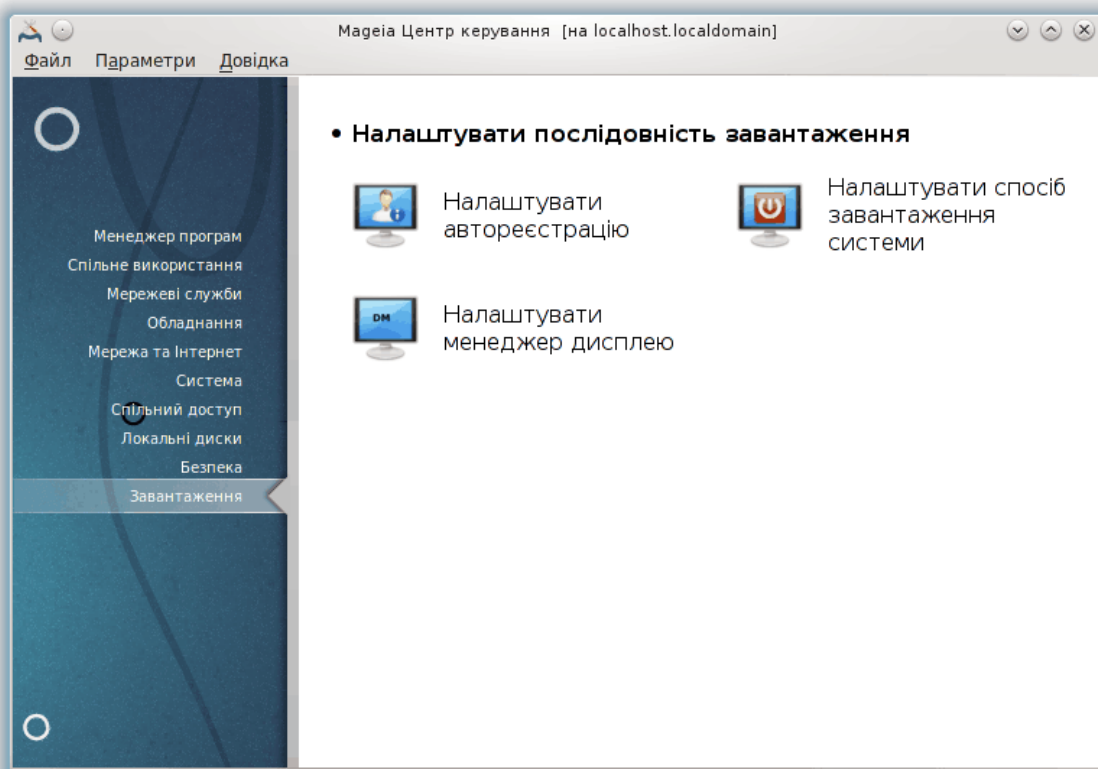 Mageia Центр керування [на localhost.localdomain]
Файл Параметри Довідка
Менеджер програм
Спільне використання
Мережеві служби
Обладнання
Мережа та Інтернет
Система
Спільний доступ
Локальні диски
Безпека
Завантаження
• Налаштувати послідовність завантаження
Налаштувати
автореєстрацію
Налаштувати спосіб
завантаження
системи
DM
Налаштувати
менеджер дисплею